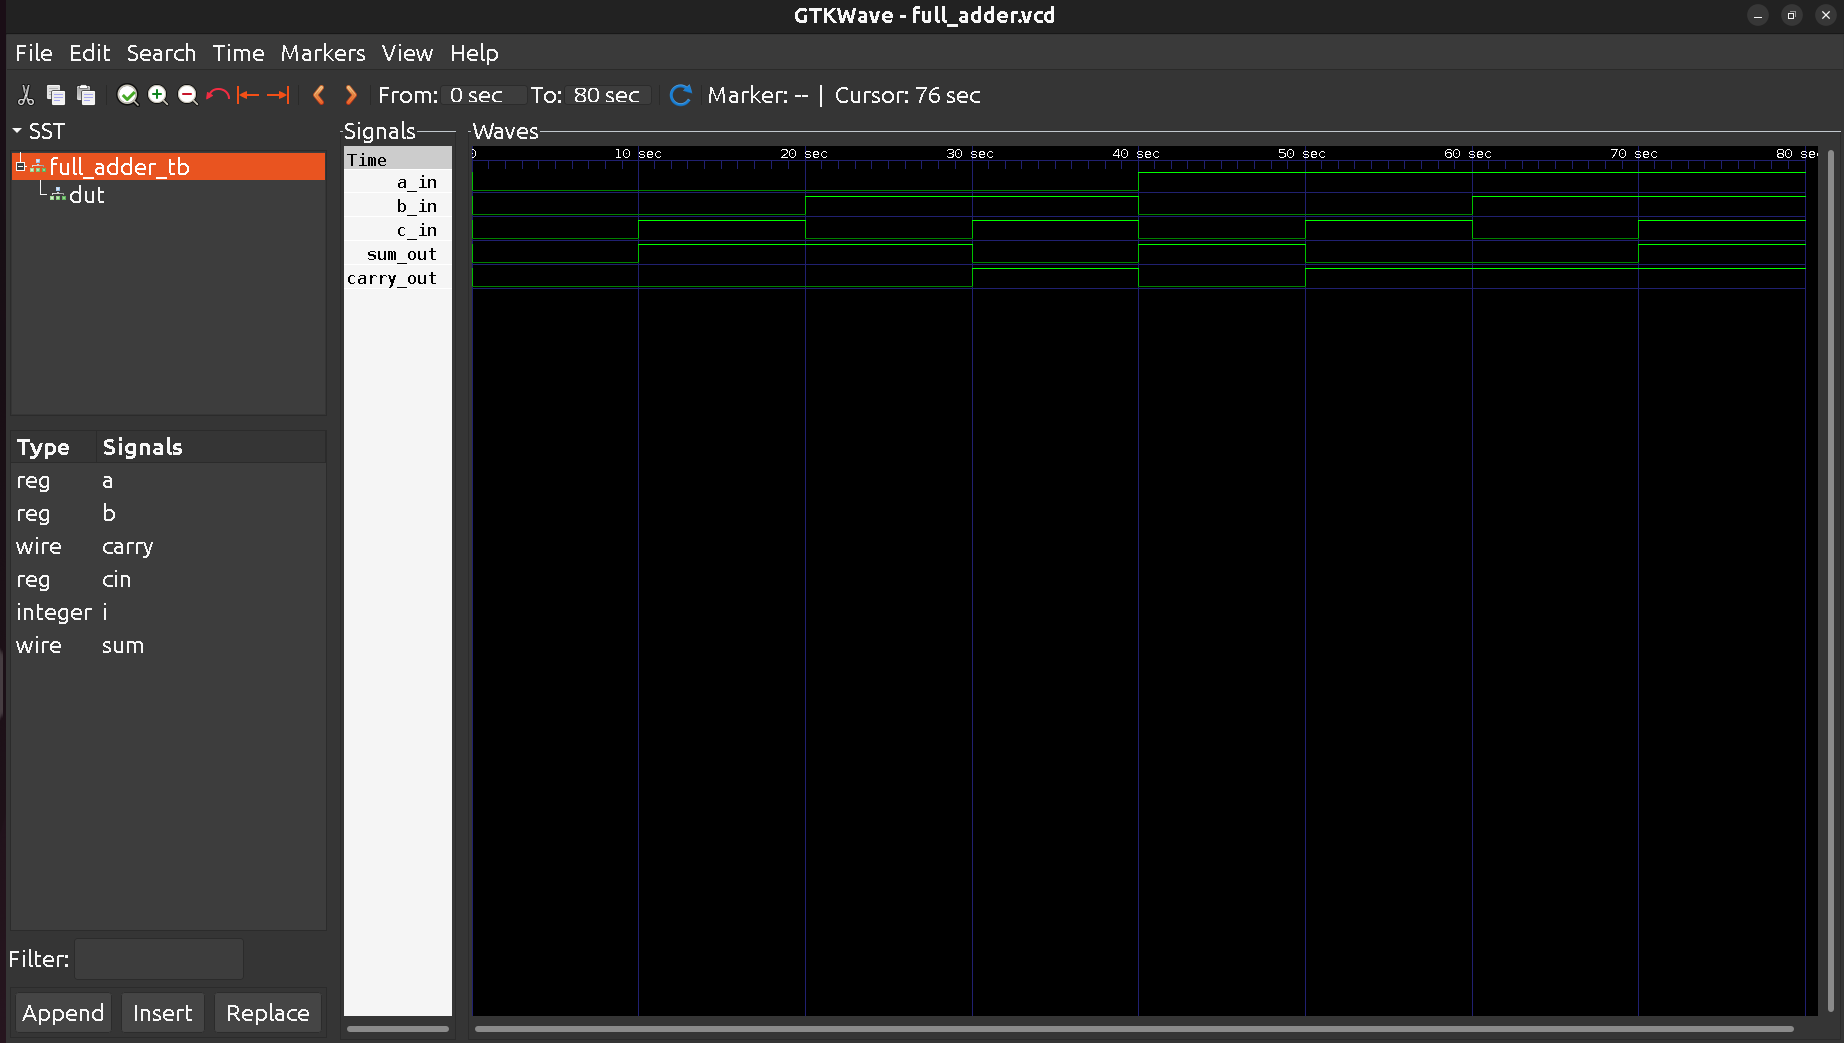 GTKWave - full_adder.vcd
File Edit Search Time Markers View Help
From: 0 sec To: 80 sec Marker: -- | Cursor: 76 sec
SST
full_adder_tb
dut
Type Signals
reg a
reg b
wire carry
reg cin
integer i
wire sum
Filter:
Append Insert Replace
Signals
Time
a_in
b_in
c_in
sum_out
carry_out
Waves
0 10 sec 20 sec 30 sec 40 sec 50 sec 60 sec 70 sec 80 sec